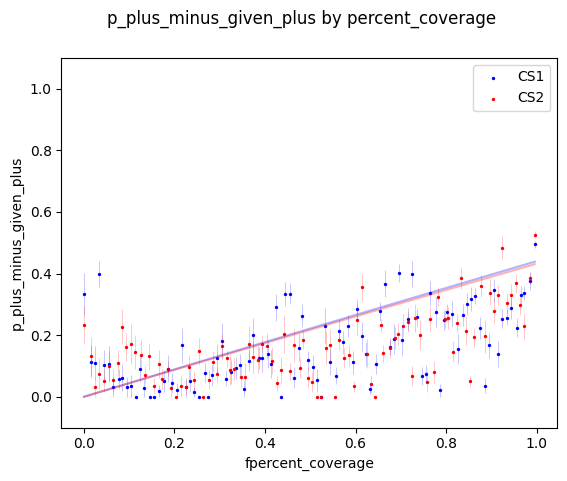 p_plus_minus_given_plus by percent_coverage
CS1
CS2
p_plus_minus_given_plus
1.0
0.8
0.6
0.4
0.2
0.0
0.0 0.2 0.4 0.6 0.8 1.0
fpercent_coverage